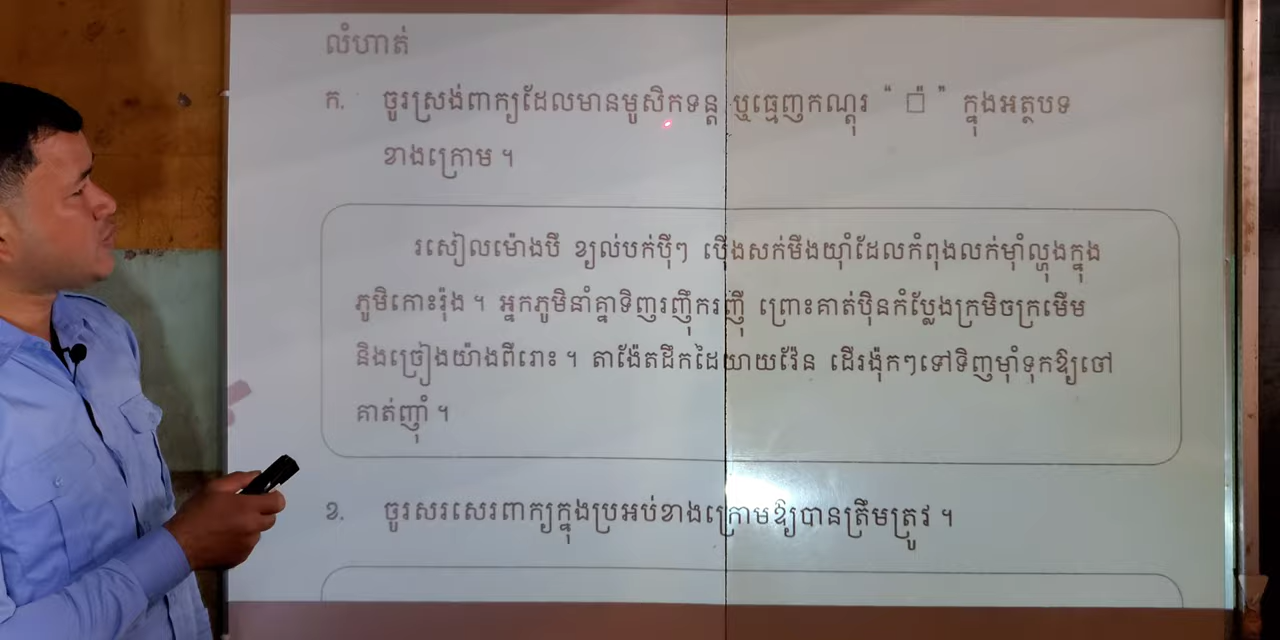 លំហាត់
ក. ចូរស្រង់ពាក្យដែលមានមូសិកទន្ត ឬធ្មេញកណ្ដុរ “ ៉ ” ក្នុងអត្ថបទ
ខាងក្រោម ។
រសៀលម៉ោងបី ខ្យល់បក់ប៉ីៗ ប៉ើងសក់មីងយ៉ាំដែលកំពុងលក់ម៉ាំល្ហុងក្នុង
ភូមិកោះរ៉ុង ។ អ្នកភូមិនាំគ្នាទិញរញ៉ឹករញ៉ី ព្រោះគាត់ប៉ិនកំប្លែងក្រមិចក្រមើម
និងច្រៀងយ៉ាងពីរោះ ។ តាង៉ែតដឹកដៃយាយវ៉ែន ដើរង៉ុកៗទៅទិញម៉ាំទុកឱ្យចៅ
គាត់ញ៉ាំ ។
ខ. ចូរសរសេរពាក្យក្នុងប្រអប់ខាងក្រោមឱ្យបានត្រឹមត្រូវ ។